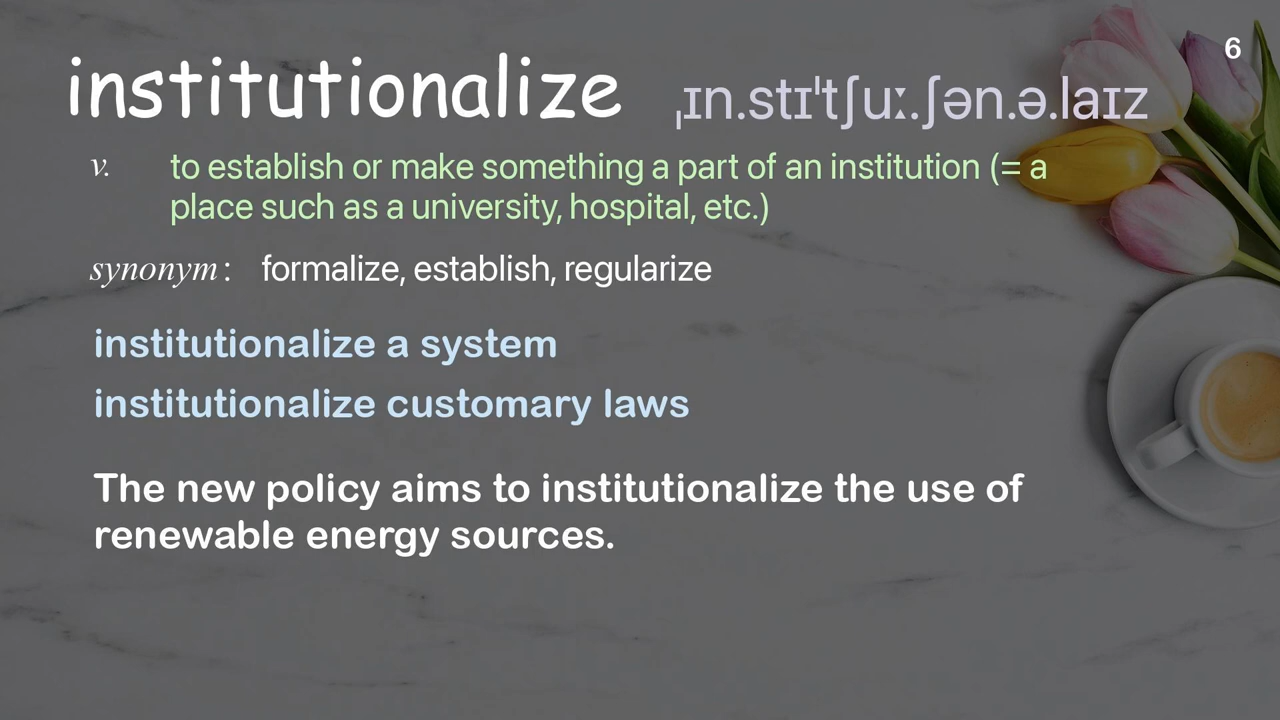 6
institutionalize ˌɪn.stɪˈtʃuː.ʃən.ə.laɪz
v. to establish or make something a part of an institution (= a
place such as a university, hospital, etc.)
synonym: formalize, establish, regularize
institutionalize a system
institutionalize customary laws
The new policy aims to institutionalize the use of
renewable energy sources.